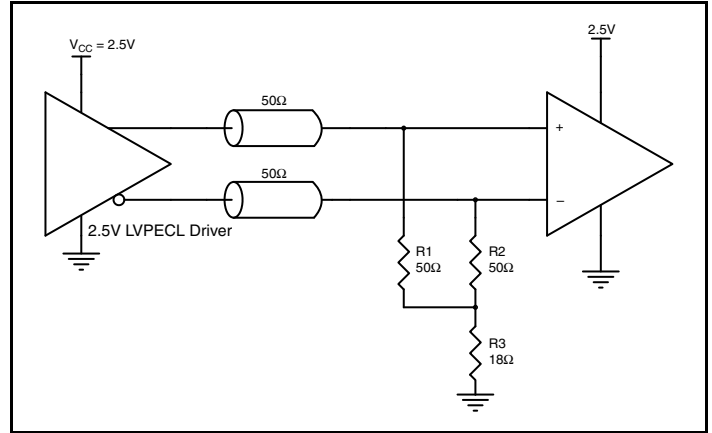 V_CC = 2.5V
2.5V
50Ω
+
50Ω
–
2.5V LVPECL Driver
R1
50Ω
R2
50Ω
R3
18Ω